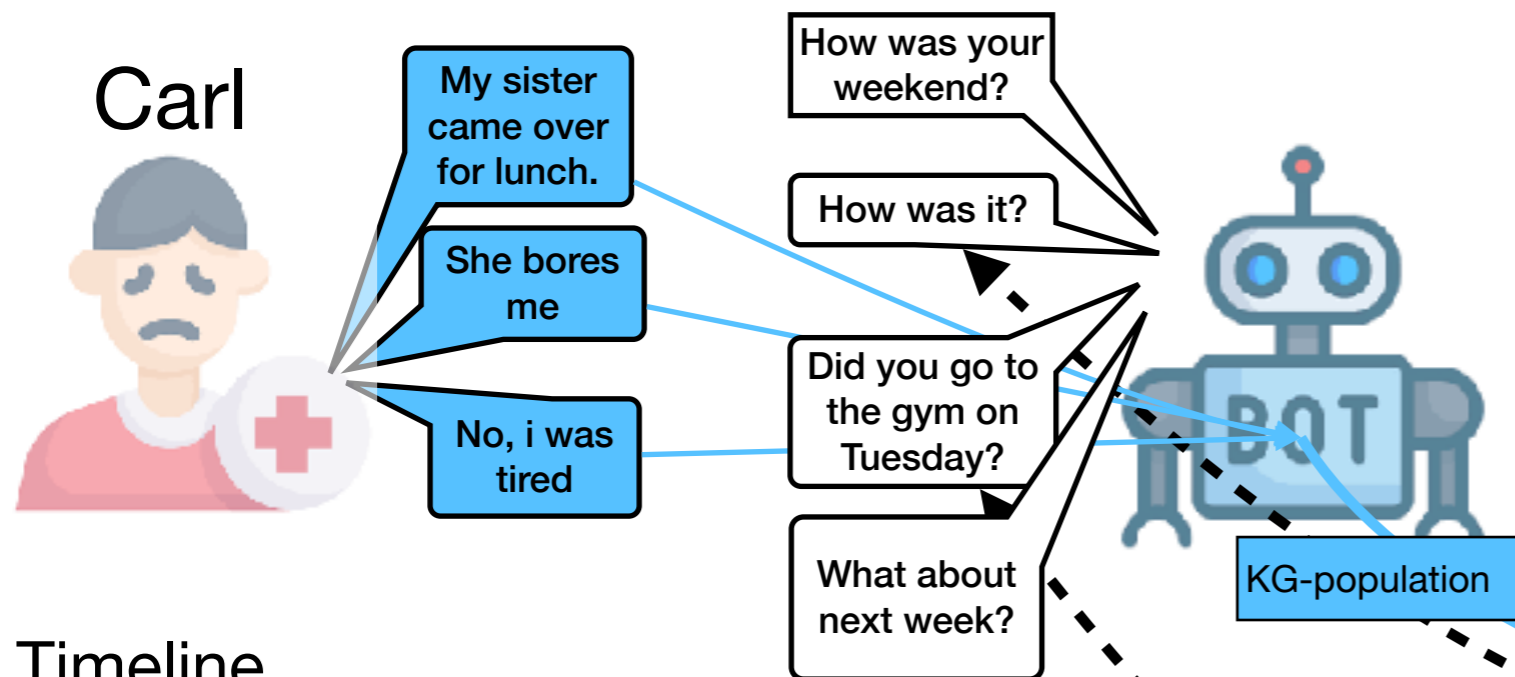 Carl
My sister
came over
for lunch.
She bores
me
No, i was
tired
How was your
weekend?
How was it?
Did you go to
the gym on
Tuesday?
What about
next week?
BOT
KG-population
Timeline